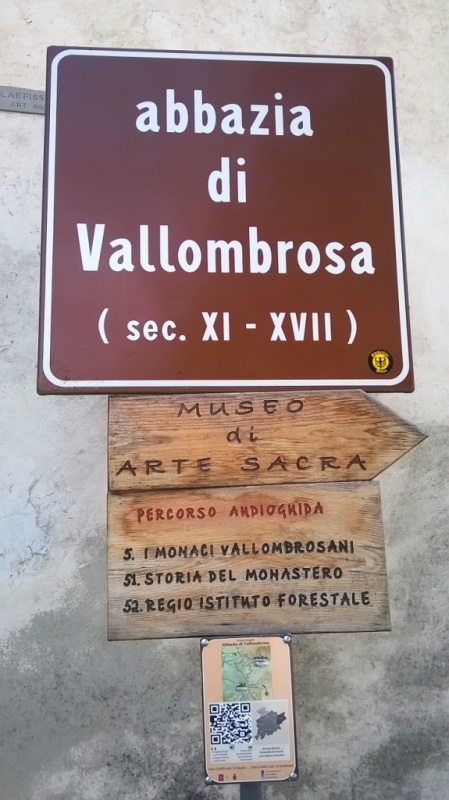 abbazia
di
Vallombrosa
( sec. XI - XVII )
MUSEO
di
ARTE SACRA
PERCORSO AUDIOGUIDA
5. I MONACI VALLOMBROSANI
51. STORIA DEL MONASTERO
52. REGIO ISTITUTO FORESTALE
Abbazia di Vallombrosa